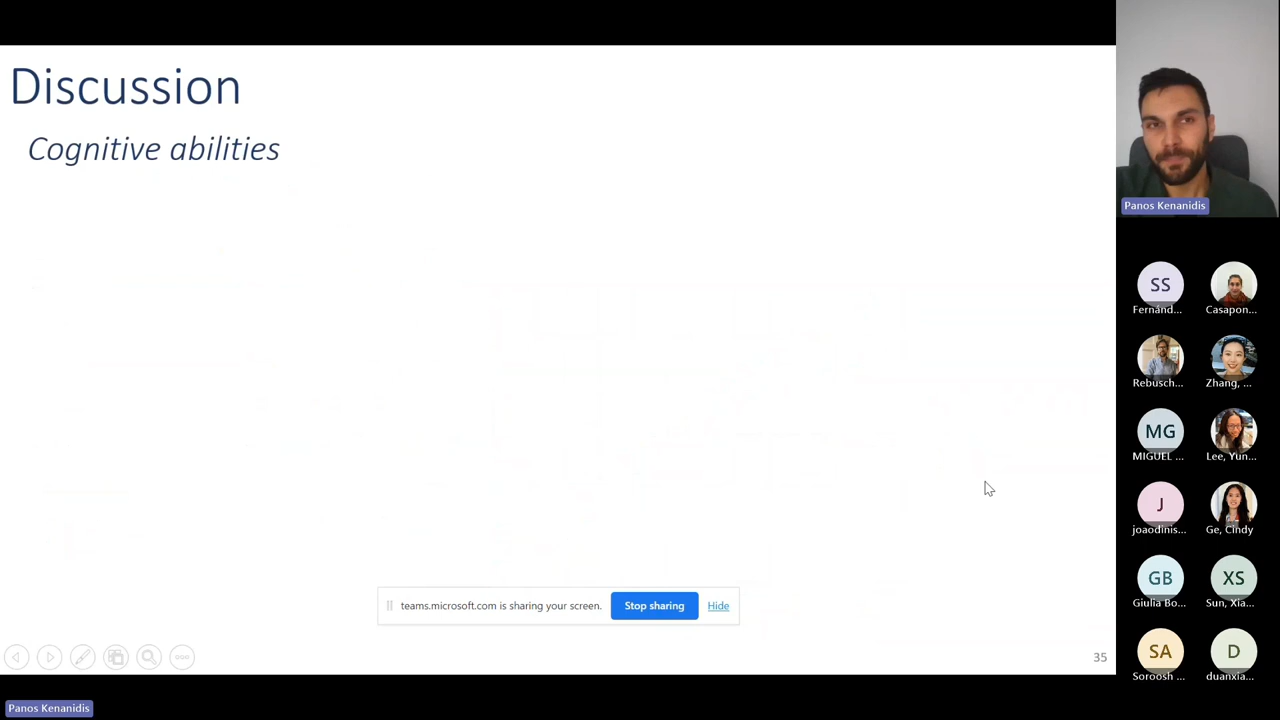 Discussion
Cognitive abilities
teams.microsoft.com is sharing your screen.
Stop sharing
Hide
35
Panos Kenanidis
Panos Kenanidis
SS
Fernánd...
Casapon...
Rebusch...
Zhang, ...
MG
MIGUEL ...
Lee, Yun...
J
joaodinis...
Ge, Cindy
GB
Giulia Bo...
XS
Sun, Xia...
SA
Soroosh ...
D
duanxia...